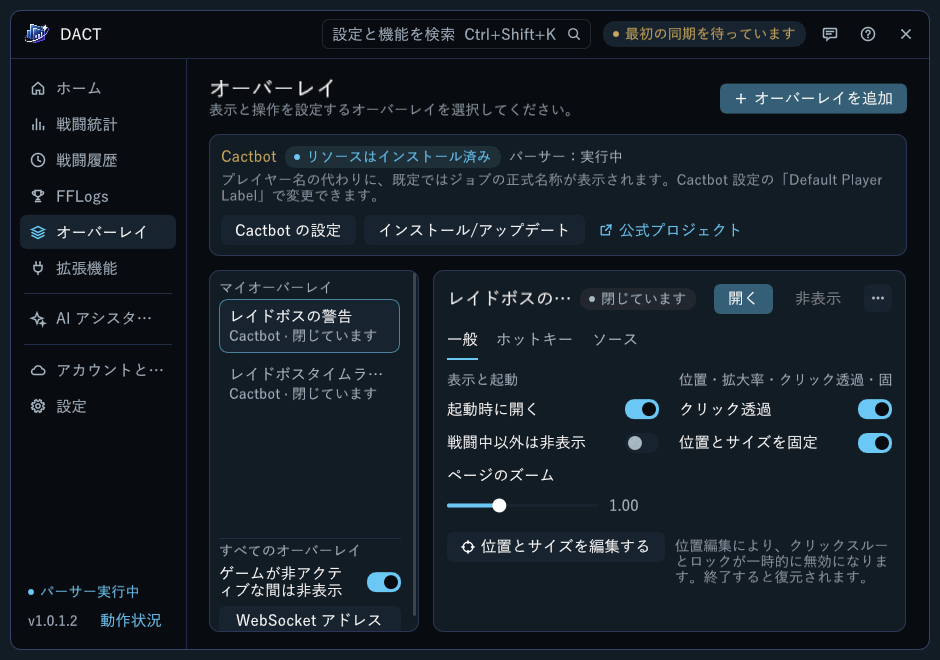 DACT
設定と機能を検索 Ctrl+Shift+K
最初の同期を待っています
ホーム
戦闘統計
戦闘履歴
FFLogs
オーバーレイ
拡張機能
AI アシスタ…
アカウントと…
設定
パーサー実行中
v1.0.1.2 動作状況
オーバーレイ
表示と操作を設定するオーバーレイを選択してください。
+ オーバーレイを追加
Cactbot リソースはインストール済み パーサー：実行中
プレイヤー名の代わりに、既定ではジョブの正式名称が表示されます。Cactbot 設定の「Default Player
Label」で変更できます。
Cactbot の設定 インストール/アップデート 公式プロジェクト
マイオーバーレイ
レイドボスの警告
Cactbot · 閉じています
レイドボスタイムラ…
Cactbot · 閉じています
すべてのオーバーレイ
ゲームが非アクテ
ィブな間は非表示
WebSocket アドレス
レイドボスの… 閉じています 開く 非表示 …
一般 ホットキー ソース
表示と起動
起動時に開く
戦闘中以外は非表示
ページのズーム
1.00
位置・拡大率・クリック透過・固
クリック透過
位置とサイズを固定
位置とサイズを編集する
位置編集により、クリックスルー
とロックが一時的に無効になりま
す。終了すると復元されます。